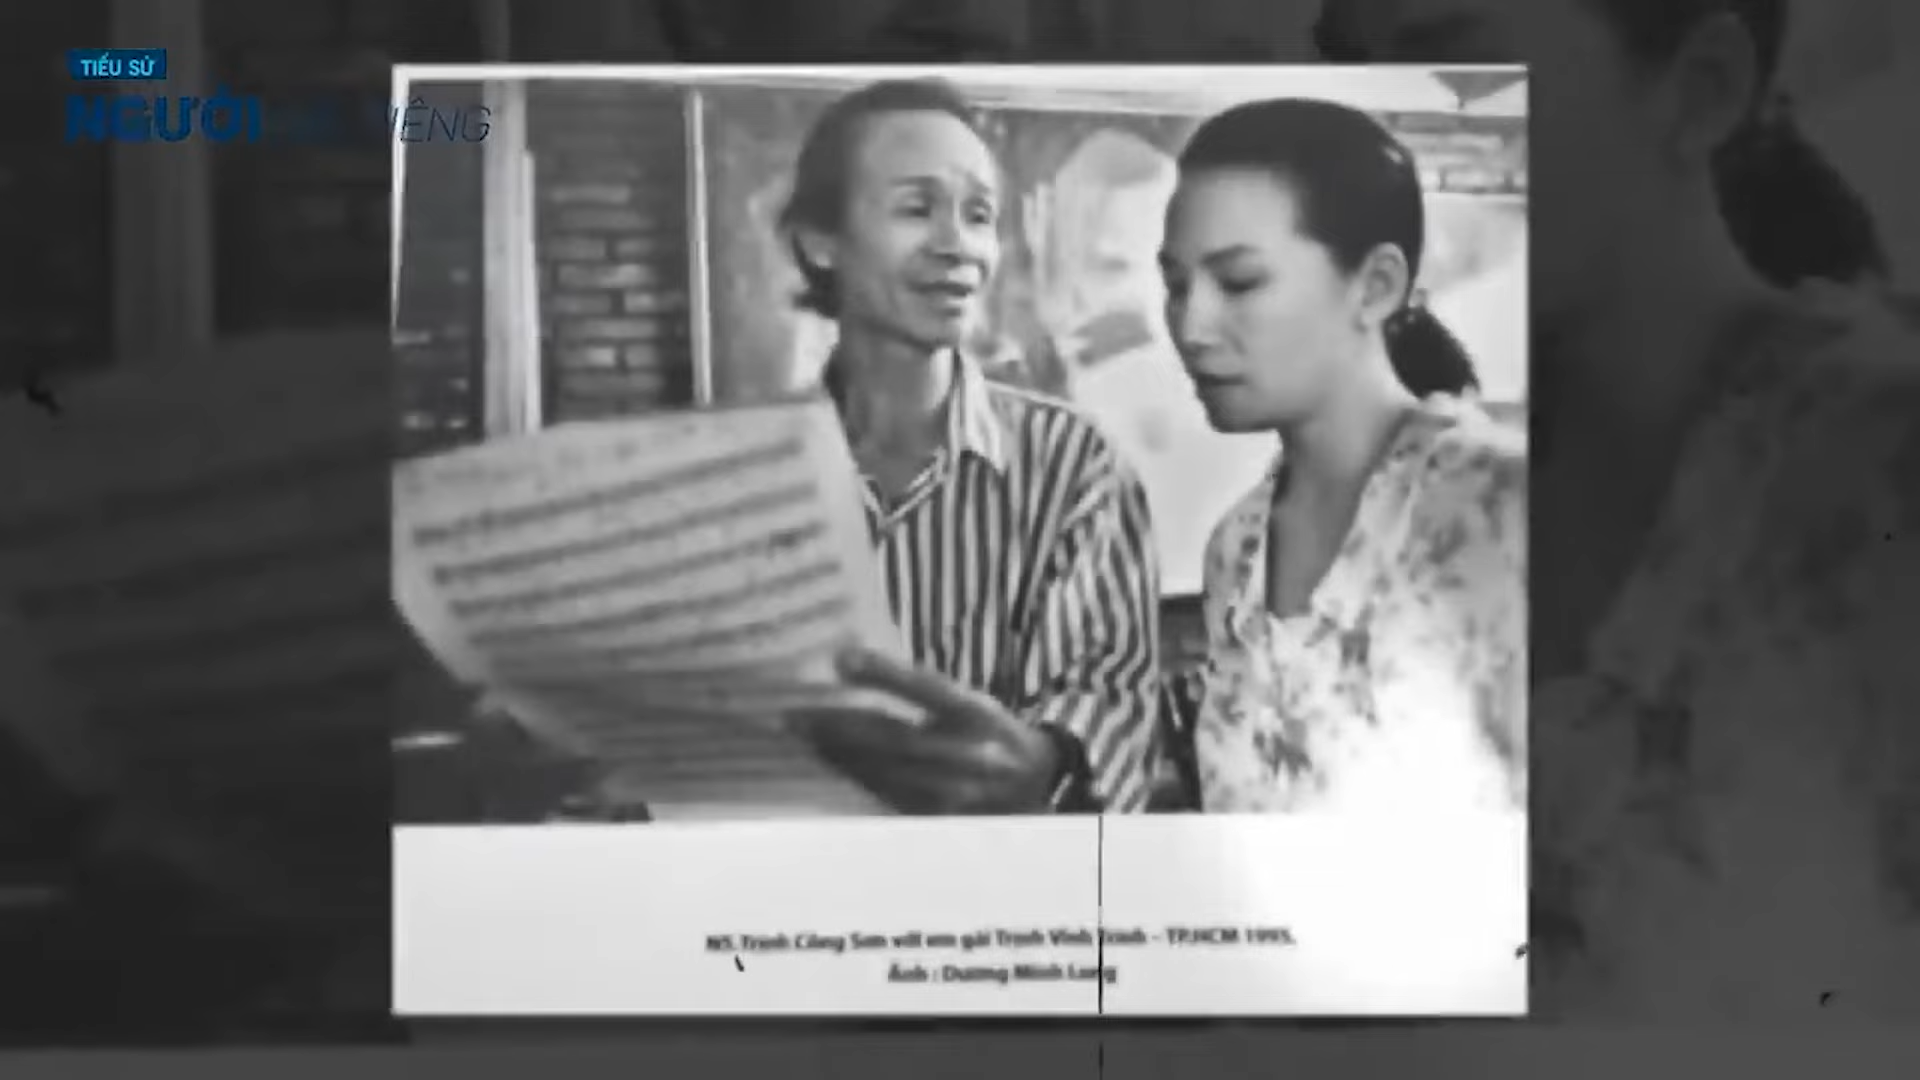 TIỂU SỬ
NGƯỜI IÊNG
NS. Trịnh Công Sơn với em gái Trịnh Vĩnh Trinh - TP.HCM 1995.
Ảnh : Dương Minh Long